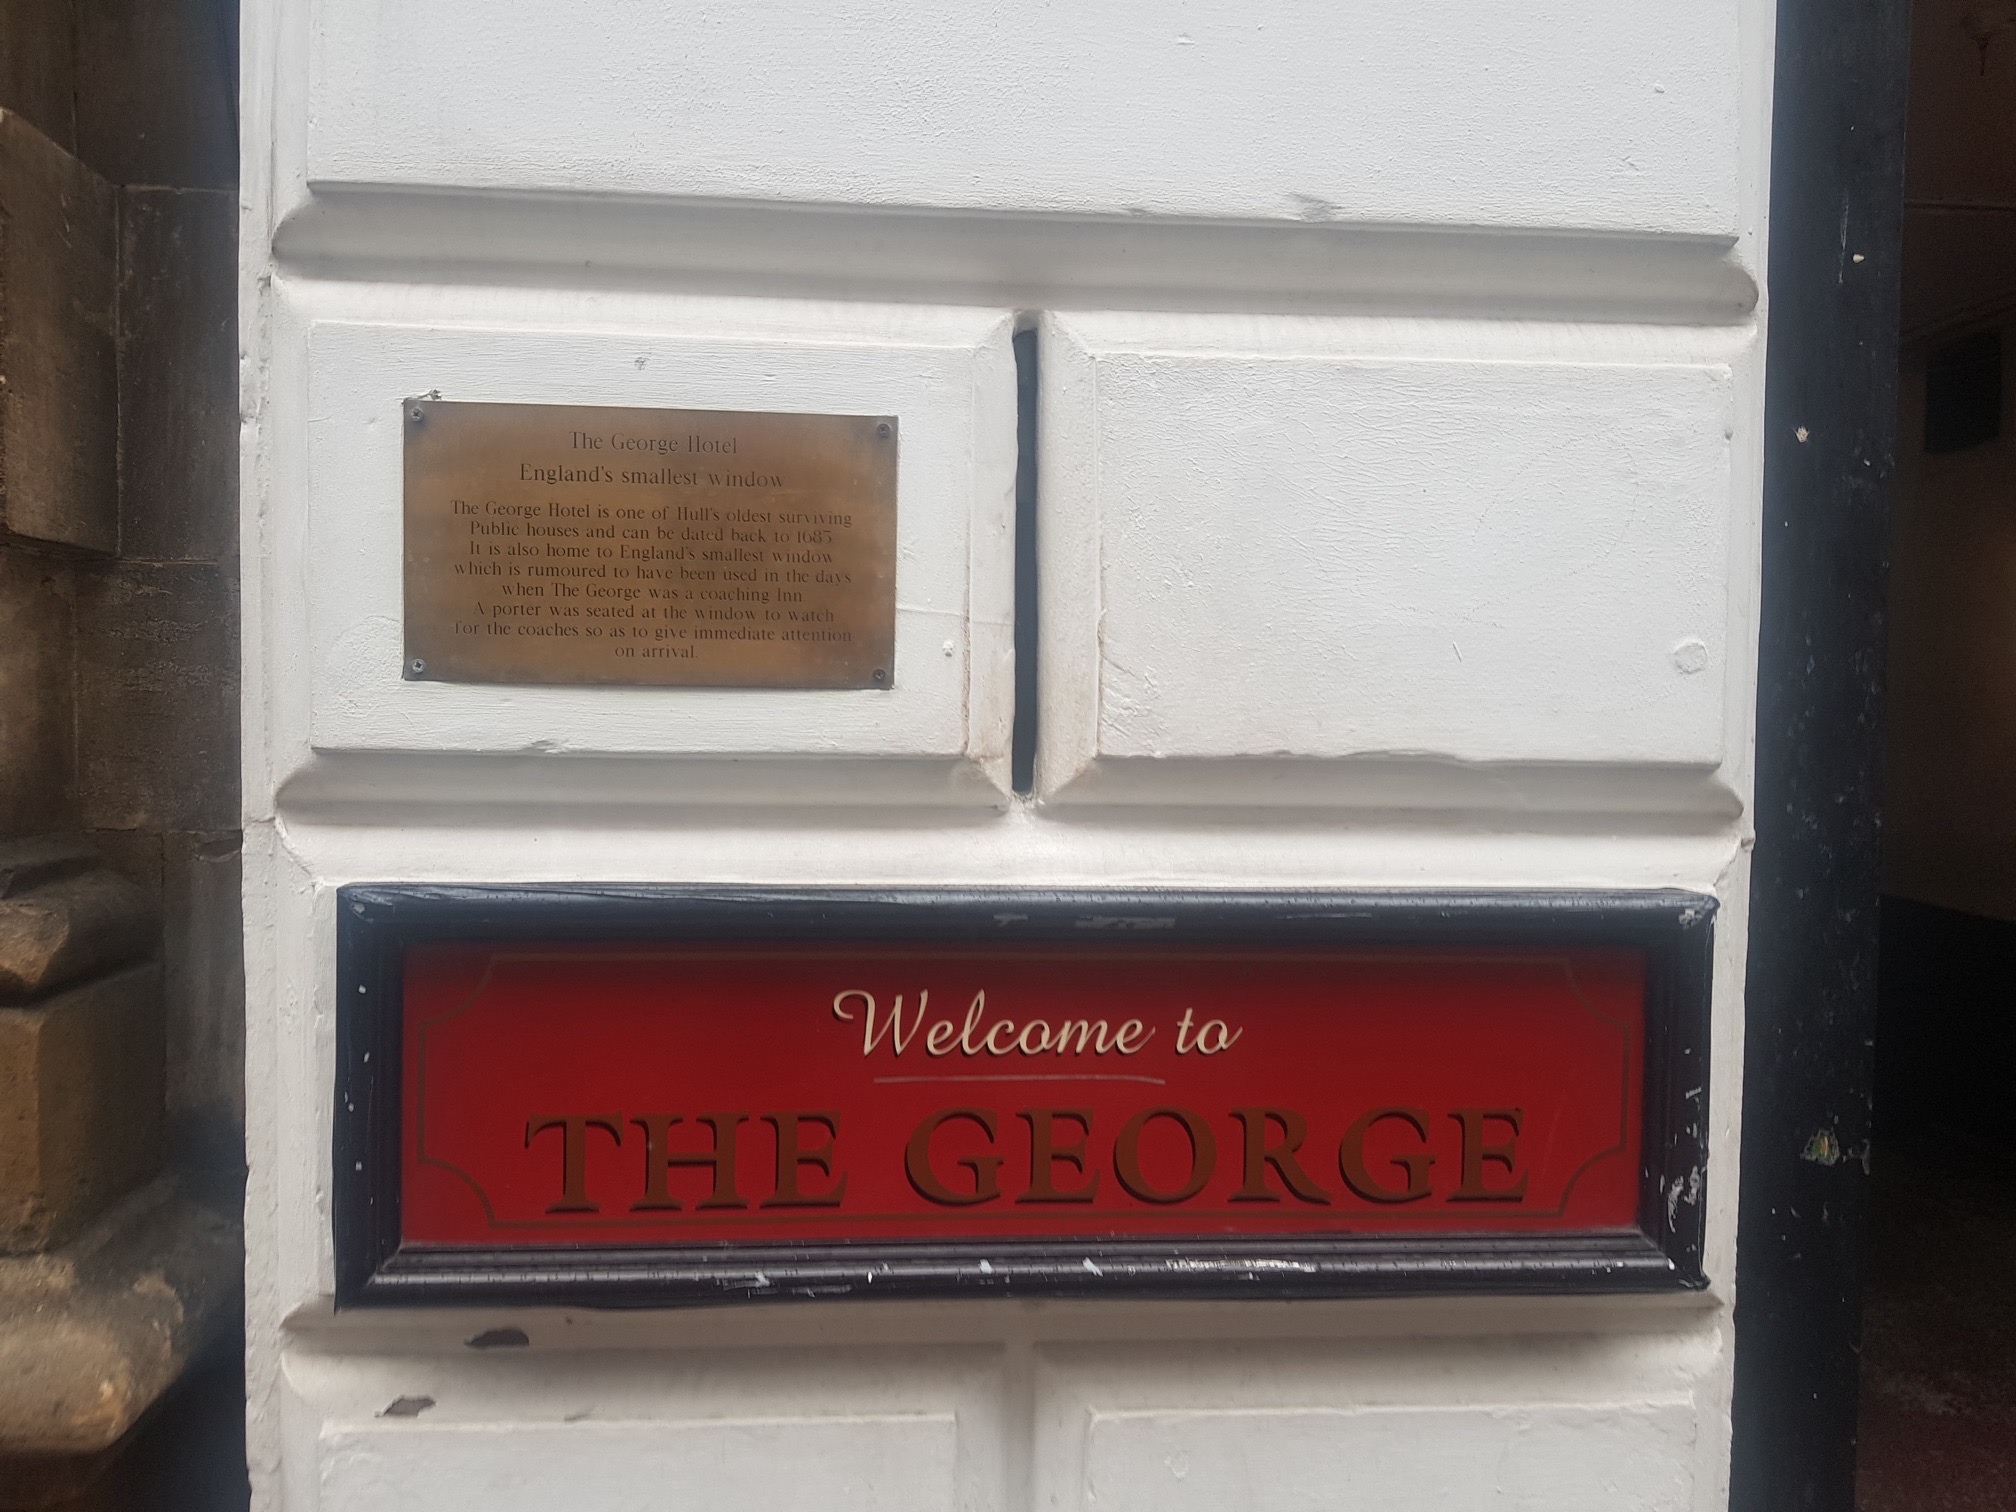 The George Hotel
England's smallest window
The George Hotel is one of Hull's oldest surviving
Public houses and can be dated back to 1683
It is also home to England's smallest window
which is rumoured to have been used in the days
when The George was a coaching Inn
A porter was seated at the window to watch
for the coaches so as to give immediate attention
on arrival.
Welcome to
THE GEORGE